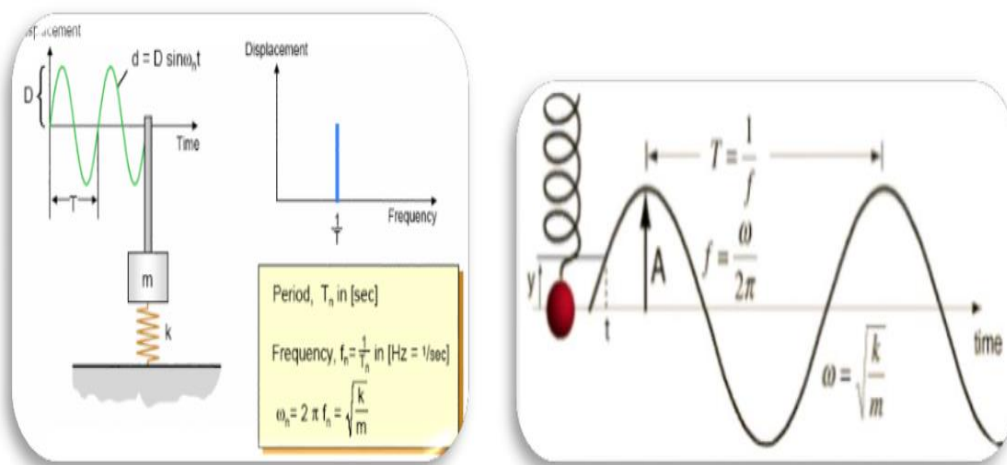 d = D sinωₙt
D
Time
T
m
k
Displacement
Frequency
1/T
Period, Tₙ in [sec]
Frequency, fₙ = 1/Tₙ in [Hz = 1/sec]
ωₙ = 2 π fₙ = √(k/m)
T = 1/f
f = ω/2π
A
y
t
time
ω = √(k/m)